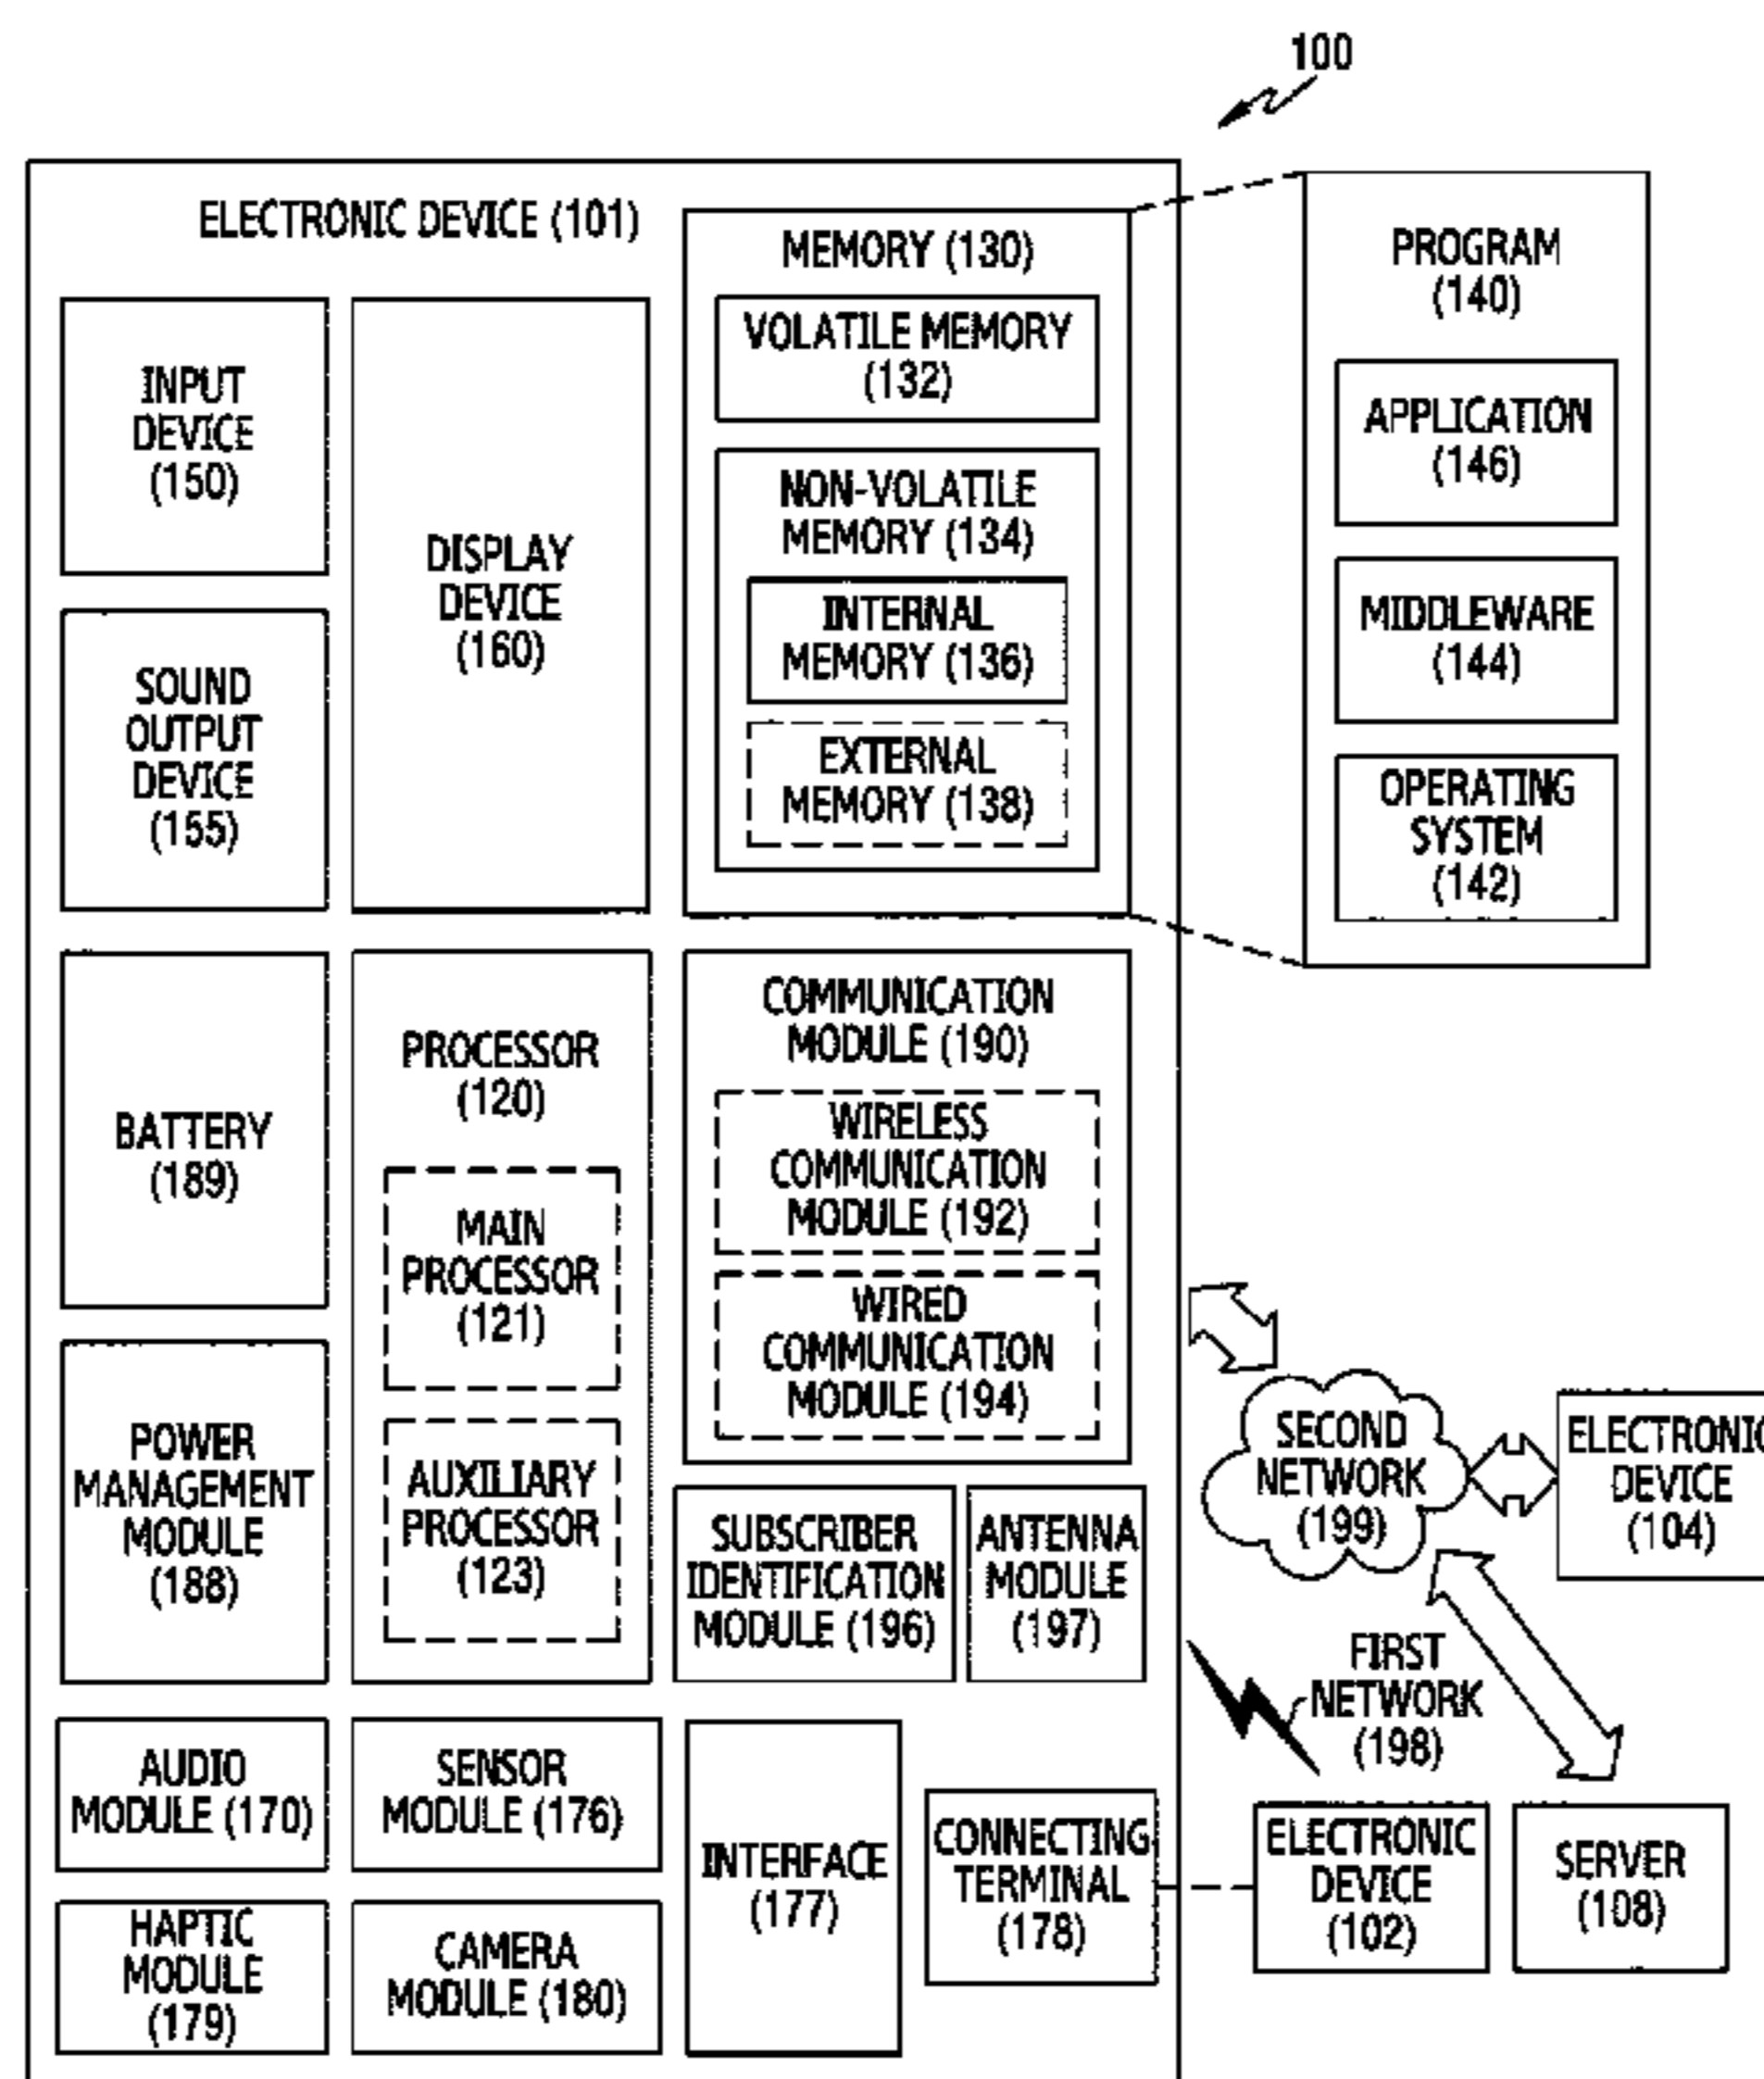 100
ELECTRONIC DEVICE (101)
INPUT
DEVICE
(150)
SOUND
OUTPUT
DEVICE
(155)
DISPLAY
DEVICE
(160)
MEMORY (130)
VOLATILE MEMORY
(132)
NON-VOLATILE
MEMORY (134)
INTERNAL
MEMORY (136)
EXTERNAL
MEMORY (138)
PROGRAM
(140)
APPLICATION
(146)
MIDDLEWARE
(144)
OPERATING
SYSTEM
(142)
BATTERY
(189)
POWER
MANAGEMENT
MODULE
(188)
PROCESSOR
(120)
MAIN
PROCESSOR
(121)
AUXILIARY
PROCESSOR
(123)
COMMUNICATION
MODULE (190)
WIRELESS
COMMUNICATION
MODULE (192)
WIRED
COMMUNICATION
MODULE (194)
SUBSCRIBER
IDENTIFICATION
MODULE (196)
ANTENNA
MODULE
(197)
SECOND
NETWORK
(199)
ELECTRONIC
DEVICE
(104)
FIRST
NETWORK
(198)
AUDIO
MODULE (170)
SENSOR
MODULE (176)
HAPTIC
MODULE
(179)
CAMERA
MODULE (180)
INTERFACE
(177)
CONNECTING
TERMINAL
(178)
ELECTRONIC
DEVICE
(102)
SERVER
(108)